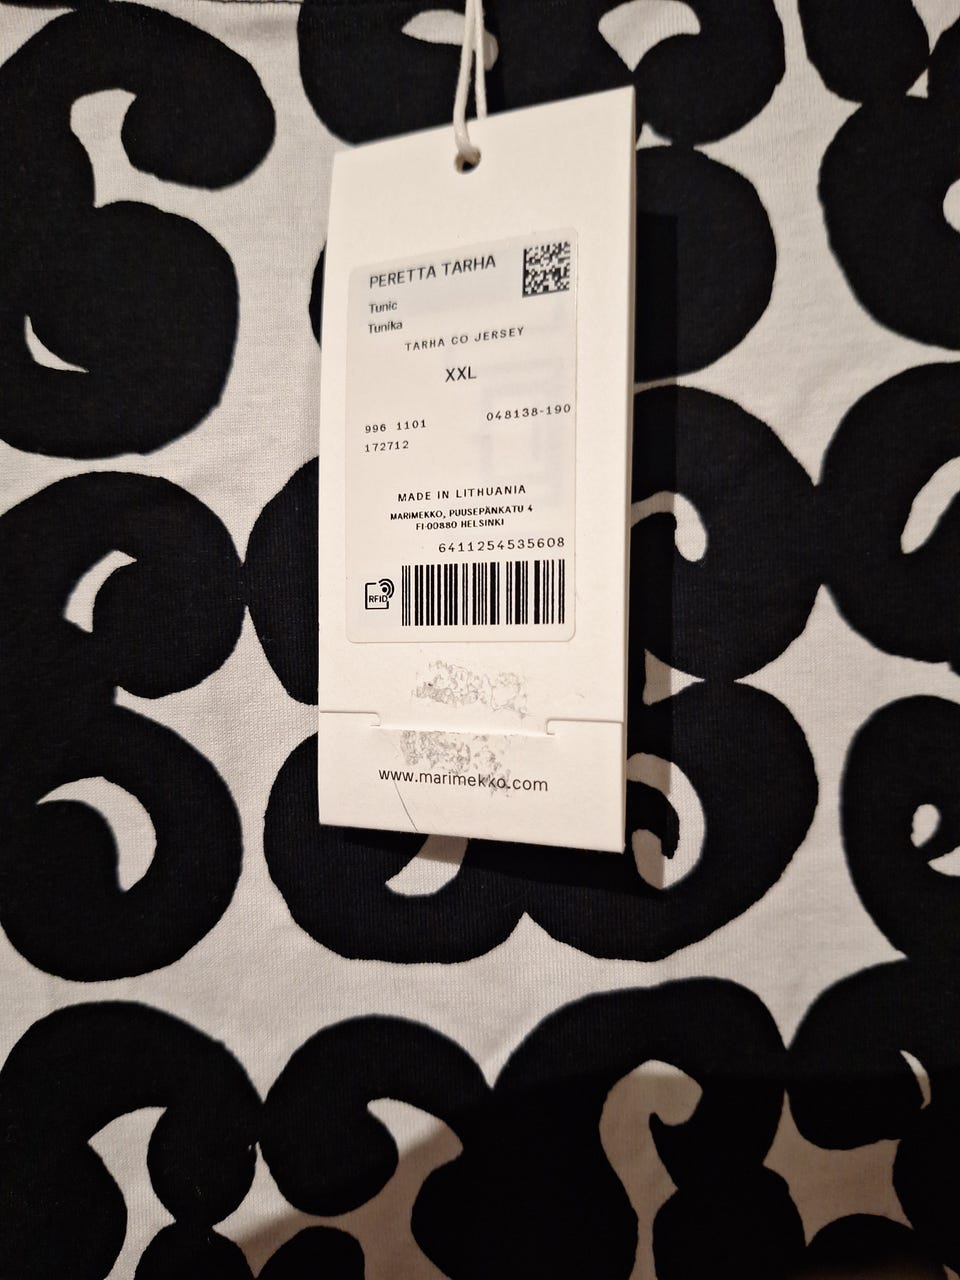 PERETTA TARHA
Tunic
Tunika
TARHA CO JERSEY
XXL
996 1101 048138-190
172712
MADE IN LITHUANIA
MARIMEKKO, PUUSEPÄNKATU 4
FI-00880 HELSINKI
6411254535608
RFID
www.marimekko.com